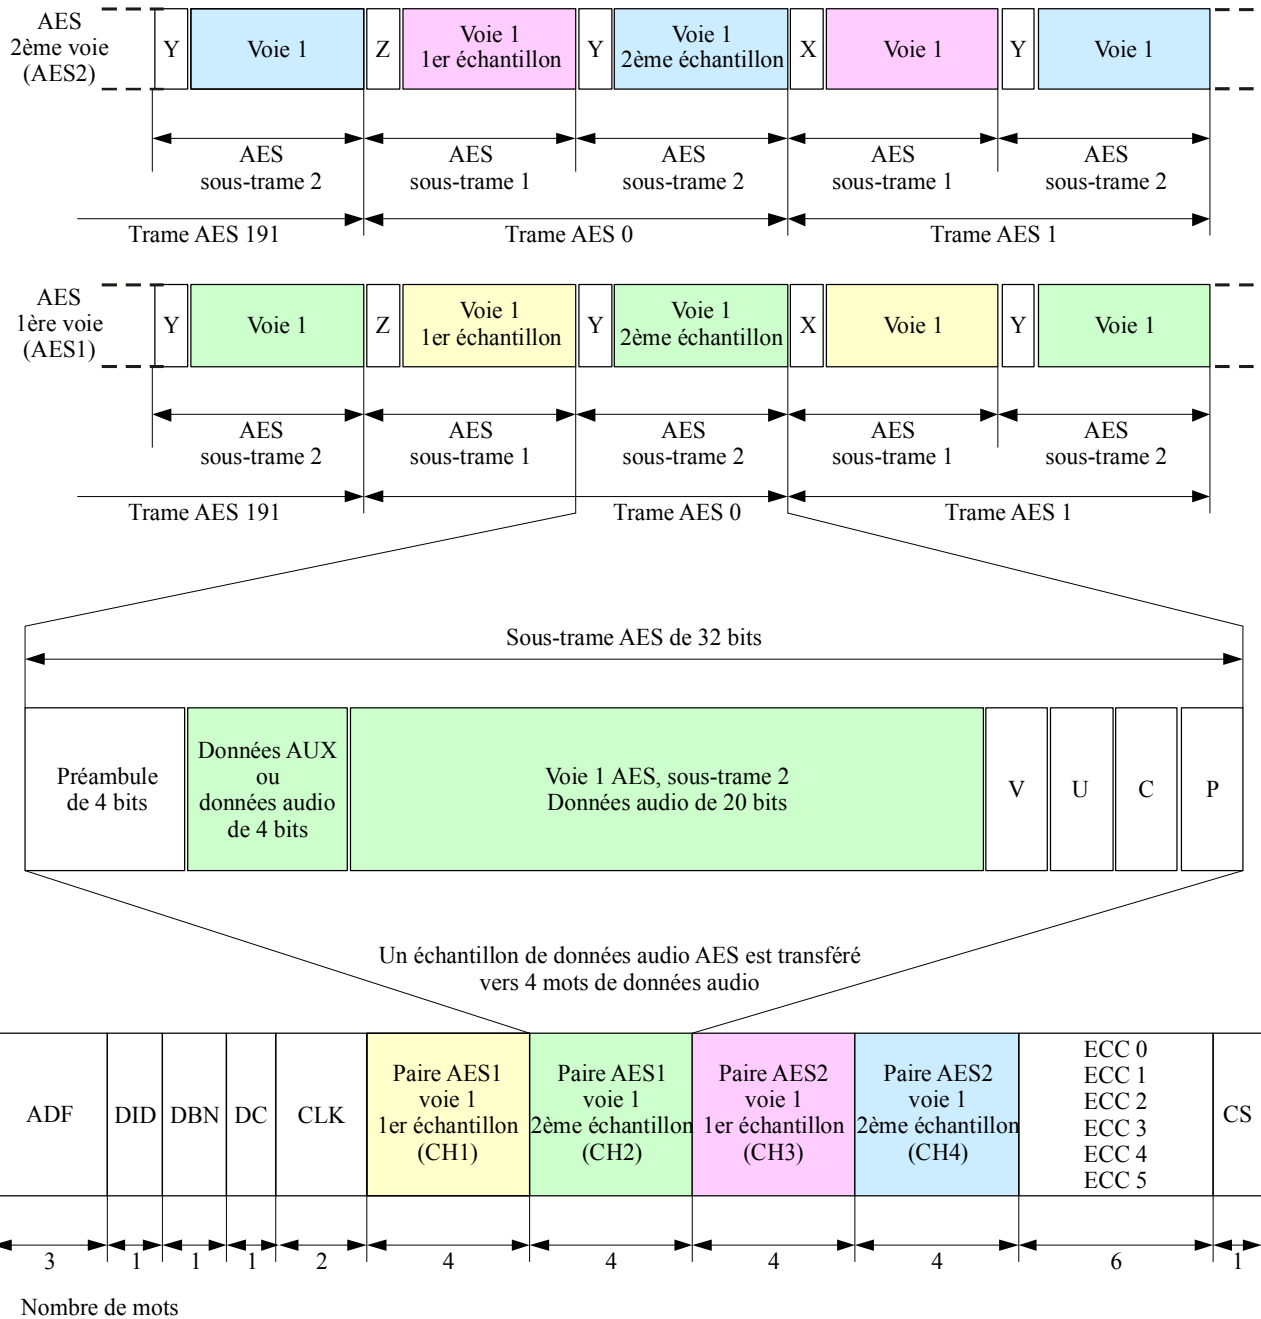 AES
2ème voie
(AES2)
Y
Voie 1
Z
Voie 1
1er échantillon
Y
Voie 1
2ème échantillon
X
Voie 1
Y
Voie 1
AES
sous-trame 2
AES
sous-trame 1
AES
sous-trame 2
AES
sous-trame 1
AES
sous-trame 2
Trame AES 191
Trame AES 0
Trame AES 1
AES
1ère voie
(AES1)
Y
Voie 1
Z
Voie 1
1er échantillon
Y
Voie 1
2ème échantillon
X
Voie 1
Y
Voie 1
AES
sous-trame 2
AES
sous-trame 1
AES
sous-trame 2
AES
sous-trame 1
AES
sous-trame 2
Trame AES 191
Trame AES 0
Trame AES 1
Sous-trame AES de 32 bits
Préambule
de 4 bits
Données AUX
ou
données audio
de 4 bits
Voie 1 AES, sous-trame 2
Données audio de 20 bits
V
U
C
P
Un échantillon de données audio AES est transféré
vers 4 mots de données audio
ADF
DID
DBN
DC
CLK
Paire AES1
voie 1
1er échantillon
(CH1)
Paire AES1
voie 1
2ème échantillon
(CH2)
Paire AES2
voie 1
1er échantillon
(CH3)
Paire AES2
voie 1
2ème échantillon
(CH4)
ECC 0
ECC 1
ECC 2
ECC 3
ECC 4
ECC 5
CS
3
1
1
1
2
4
4
4
4
6
1
Nombre de mots